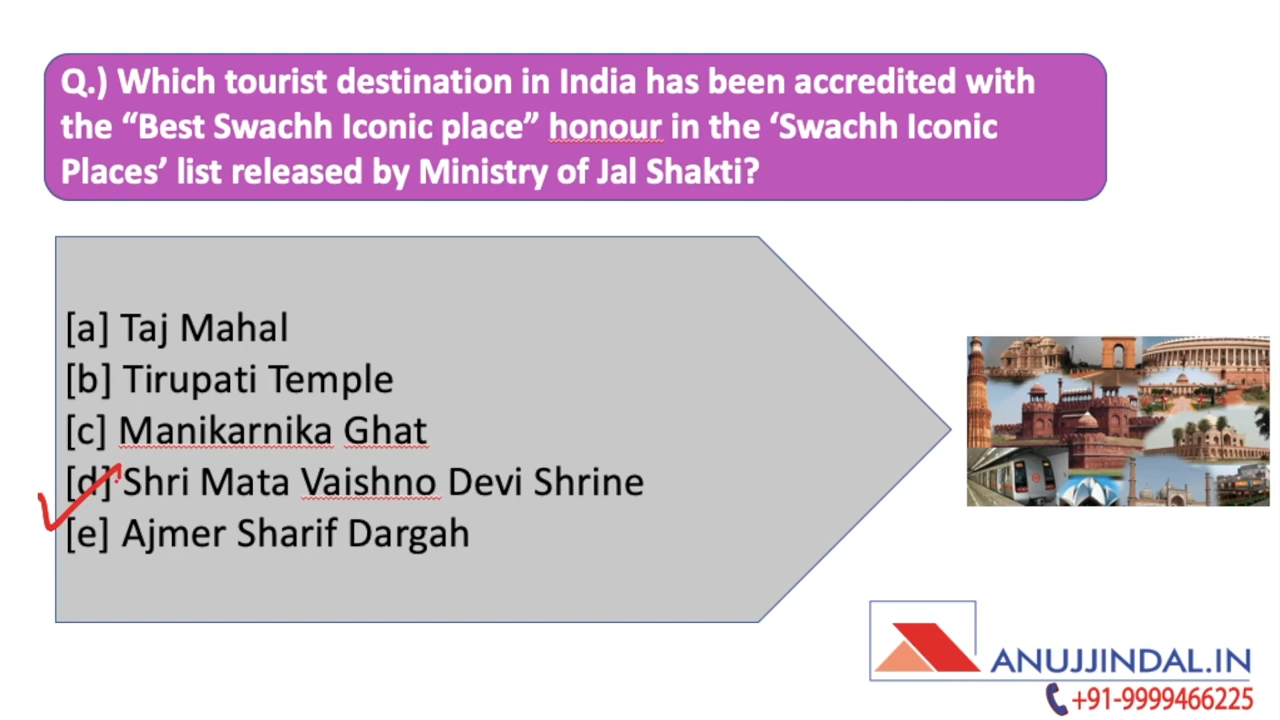 Q.) Which tourist destination in India has been accredited with
the “Best Swachh Iconic place” honour in the ‘Swachh Iconic
Places’ list released by Ministry of Jal Shakti?
[a] Taj Mahal
[b] Tirupati Temple
[c] Manikarnika Ghat
[d] Shri Mata Vaishno Devi Shrine
[e] Ajmer Sharif Dargah
ANUJJINDAL.IN
+91-9999466225